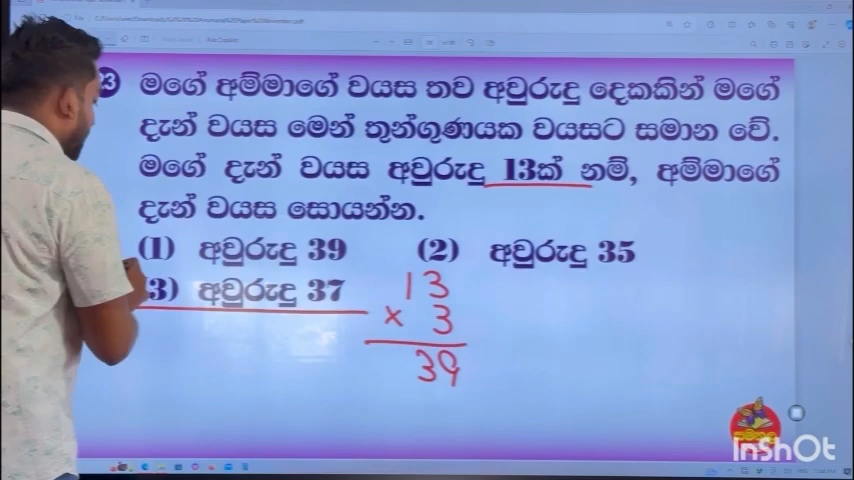 3 මගේ අම්මාගේ වයස තව අවුරුදු දෙකකින් මගේ
දැන් වයස මෙන් තුන්ගුණයක වයසට සමාන වේ.
මගේ දැන් වයස අවුරුදු 13ක් නම්, අම්මාගේ
දැන් වයස සොයන්න.
(1) අවුරුදු 39 (2) අවුරුදු 35
3) අවුරුදු 37
13
× 3
39
InShOt